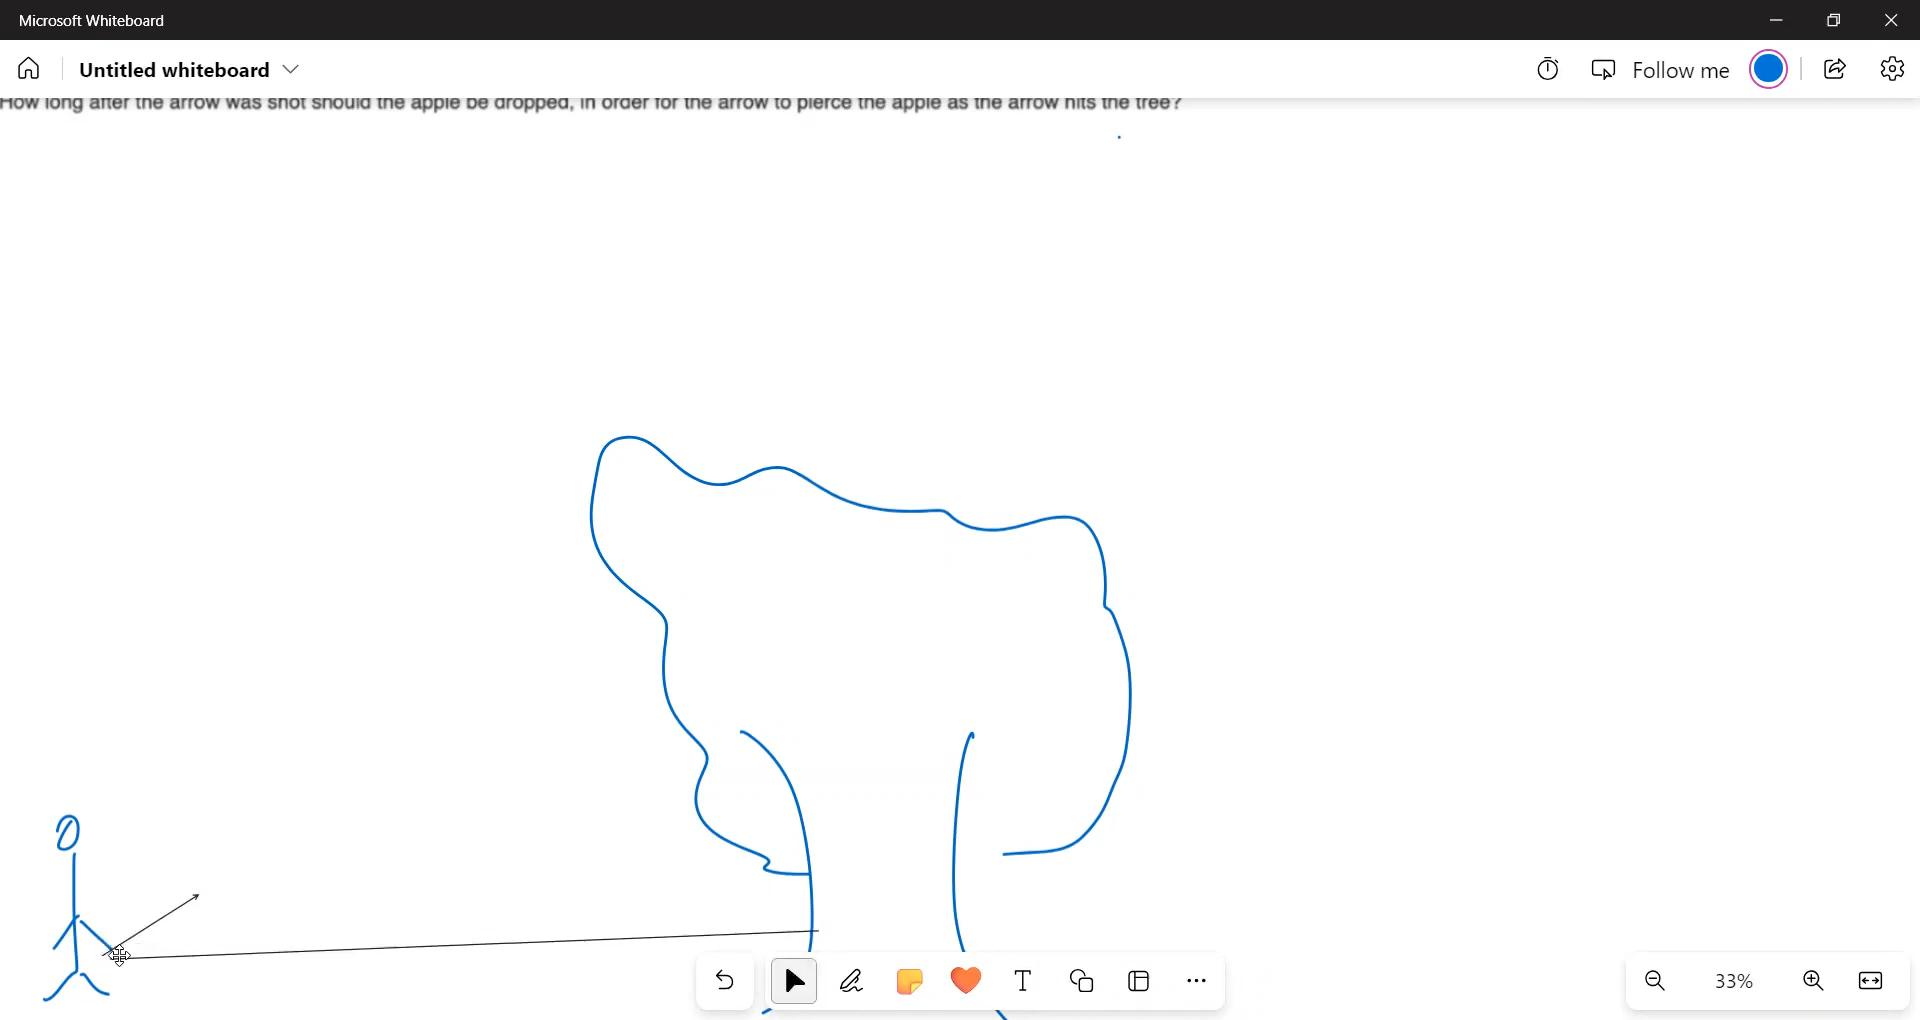 Microsoft Whiteboard
Untitled whiteboard
Follow me
How long after the arrow was shot should the apple be dropped, in order for the arrow to pierce the apple as the arrow hits the tree?
33%